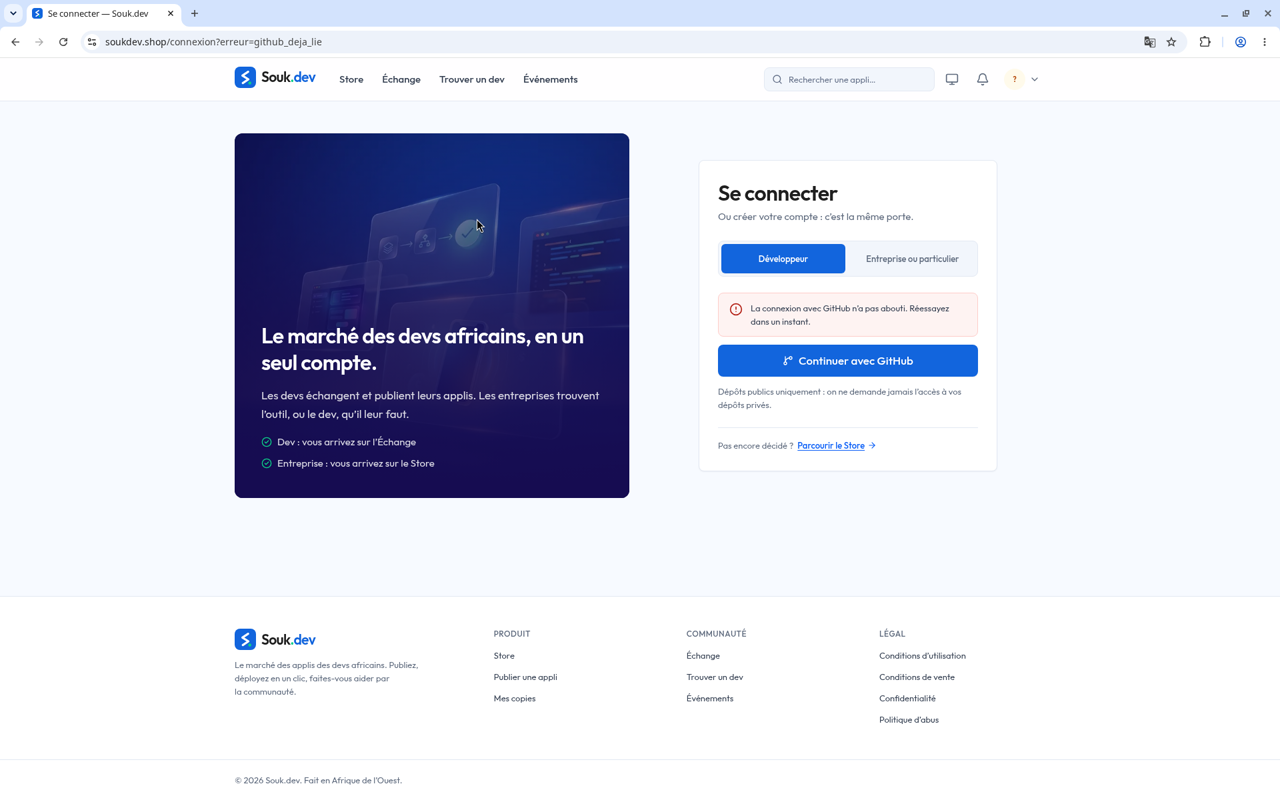 Se connecter — Souk.dev
soukdev.shop/connexion?erreur=github_deja_lie
Souk.dev
Store
Échange
Trouver un dev
Événements
Rechercher une appli...
?
Le marché des devs africains, en un
seul compte.
Les devs échangent et publient leurs applis. Les entreprises trouvent
l'outil, ou le dev, qu'il leur faut.
Dev : vous arrivez sur l'Échange
Entreprise : vous arrivez sur le Store
Se connecter
Ou créer votre compte : c'est la même porte.
Développeur
Entreprise ou particulier
La connexion avec GitHub n'a pas abouti. Réessayez
dans un instant.
Continuer avec GitHub
Dépôts publics uniquement : on ne demande jamais l'accès à vos
dépôts privés.
Pas encore décidé ? Parcourir le Store
Souk.dev
Le marché des applis des devs africains. Publiez,
déployez en un clic, faites-vous aider par
la communauté.
PRODUIT
Store
Publier une appli
Mes copies
COMMUNAUTÉ
Échange
Trouver un dev
Événements
LÉGAL
Conditions d'utilisation
Conditions de vente
Confidentialité
Politique d'abus
© 2026 Souk.dev. Fait en Afrique de l'Ouest.